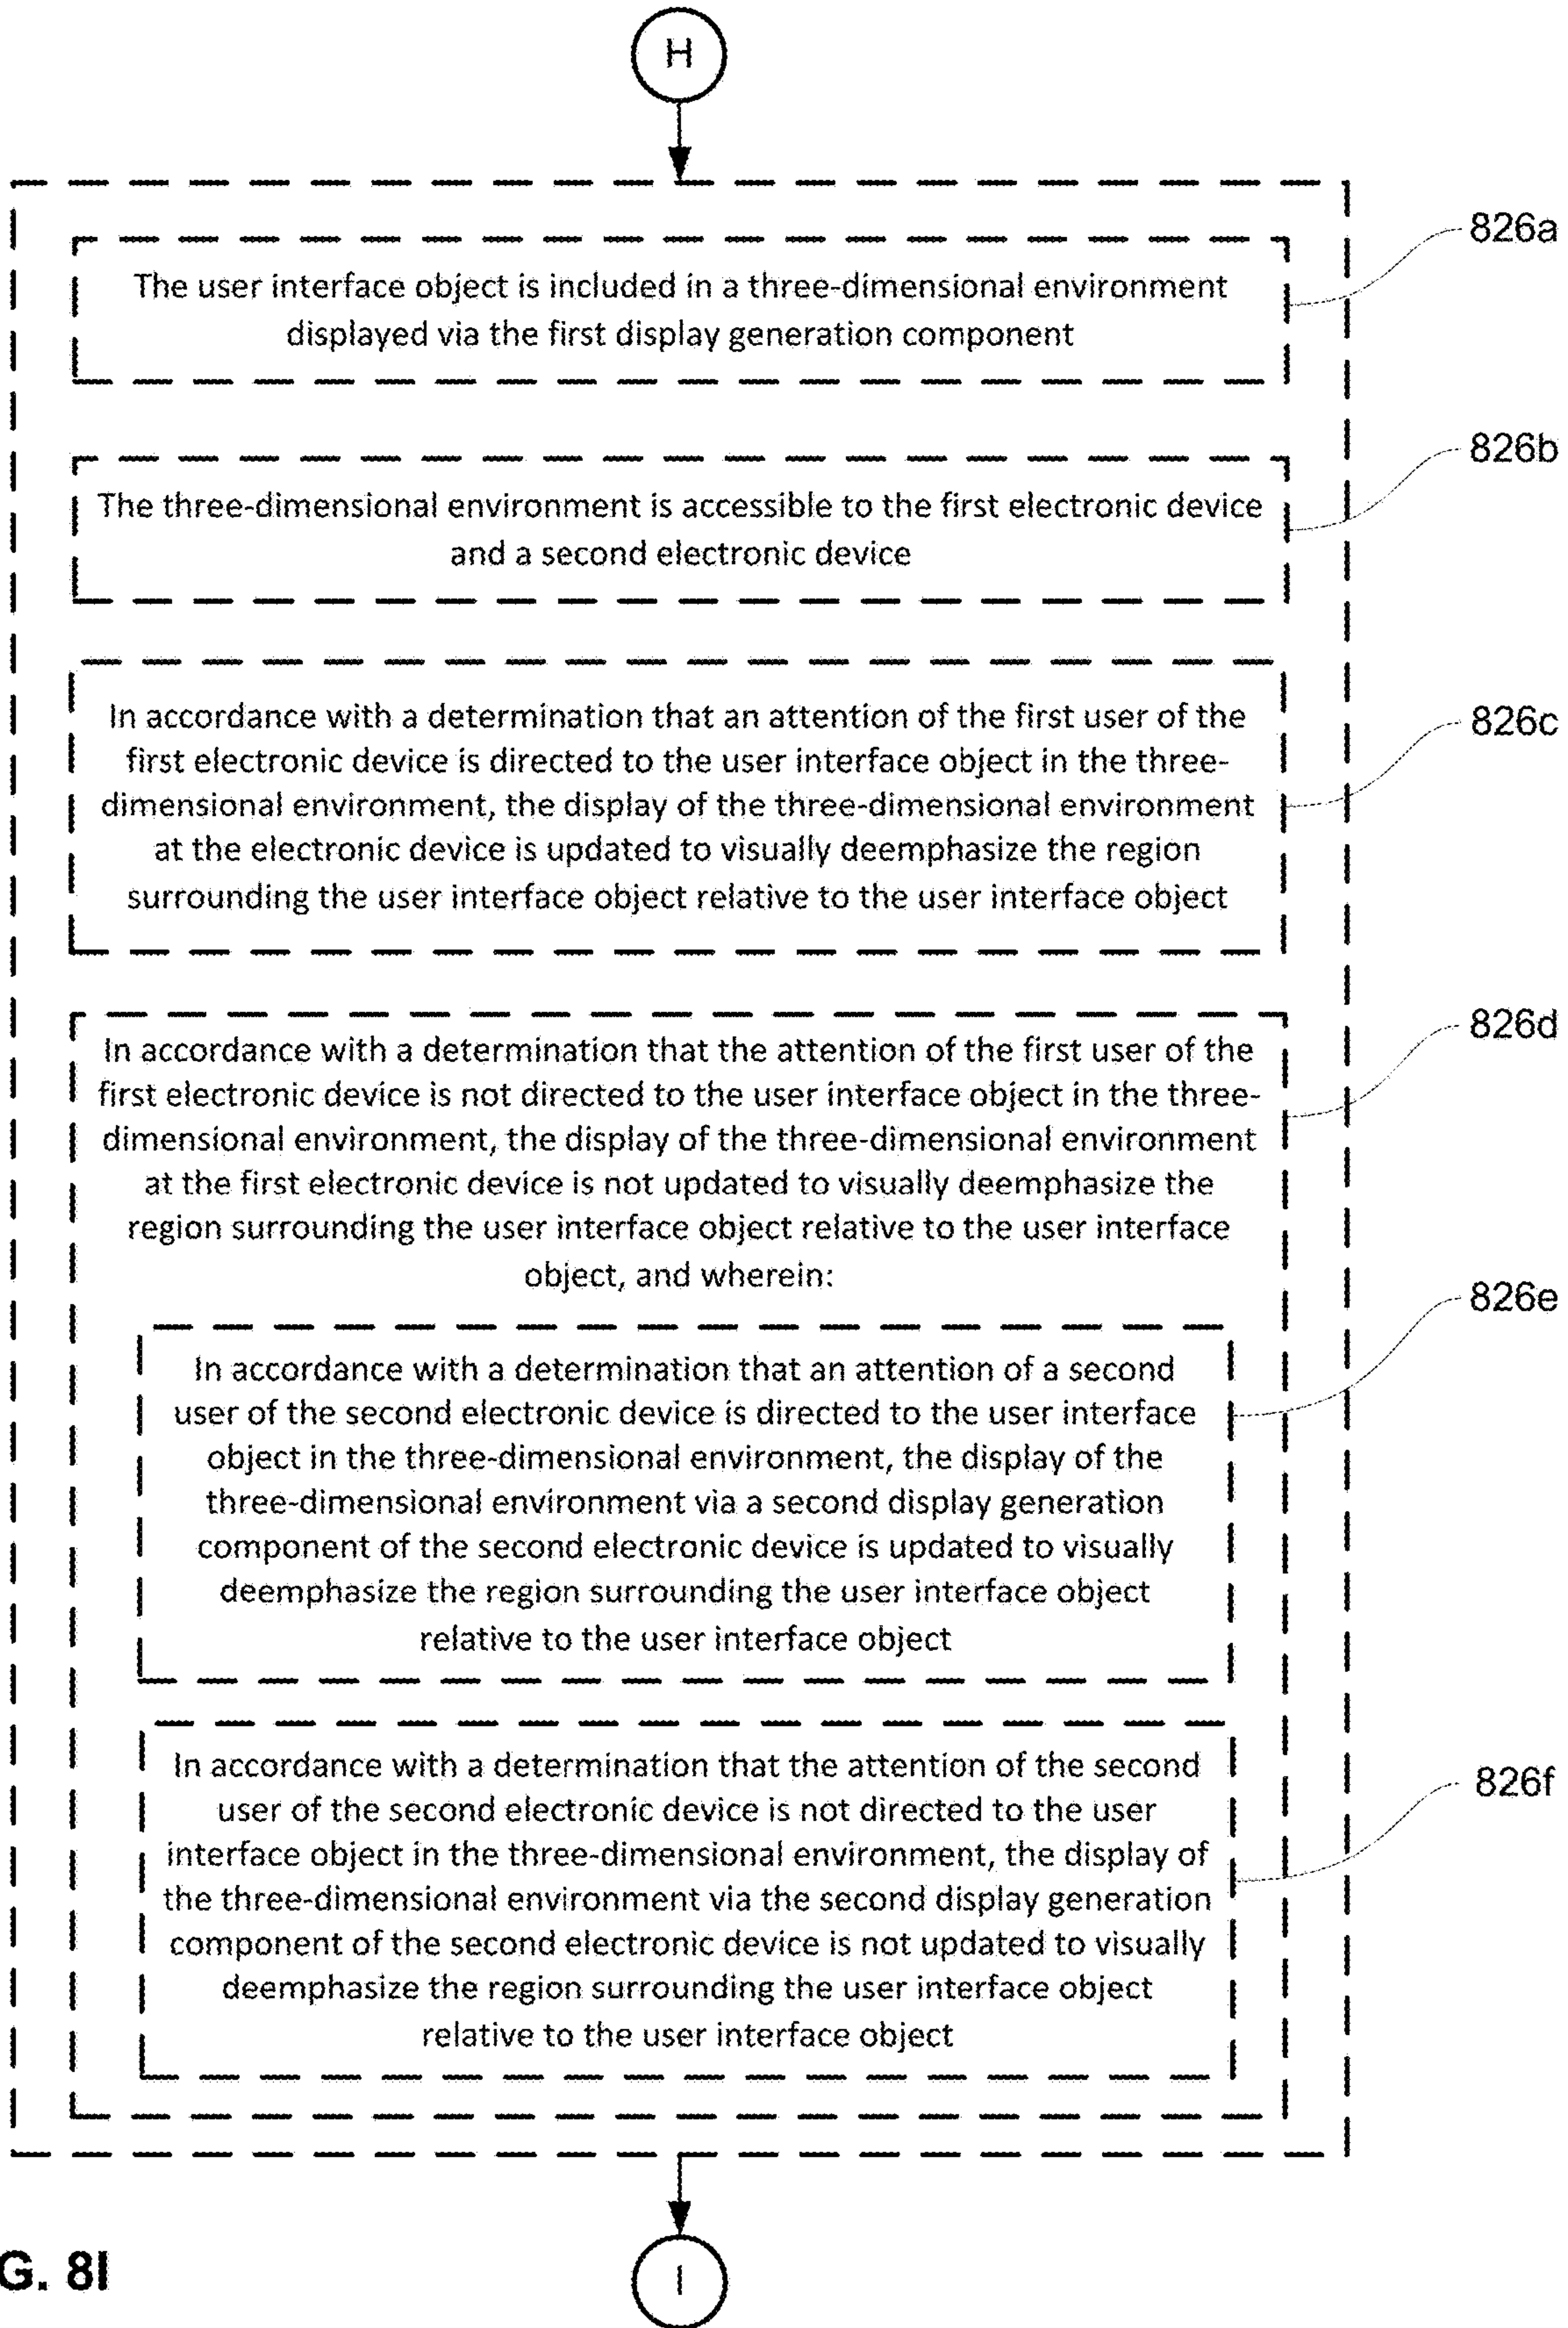 H
826a
The user interface object is included in a three-dimensional environment
displayed via the first display generation component
826b
The three-dimensional environment is accessible to the first electronic device
and a second electronic device
826c
In accordance with a determination that an attention of the first user of the
first electronic device is directed to the user interface object in the three-
dimensional environment, the display of the three-dimensional environment
at the electronic device is updated to visually deemphasize the region
surrounding the user interface object relative to the user interface object
826d
In accordance with a determination that the attention of the first user of the
first electronic device is not directed to the user interface object in the three-
dimensional environment, the display of the three-dimensional environment
at the first electronic device is not updated to visually deemphasize the
region surrounding the user interface object relative to the user interface
object, and wherein:
826e
In accordance with a determination that an attention of a second
user of the second electronic device is directed to the user interface
object in the three-dimensional environment, the display of the
three-dimensional environment via a second display generation
component of the second electronic device is updated to visually
deemphasize the region surrounding the user interface object
relative to the user interface object
826f
In accordance with a determination that the attention of the second
user of the second electronic device is not directed to the user
interface object in the three-dimensional environment, the display of
the three-dimensional environment via the second display generation
component of the second electronic device is not updated to visually
deemphasize the region surrounding the user interface object
relative to the user interface object
G. 8I
I